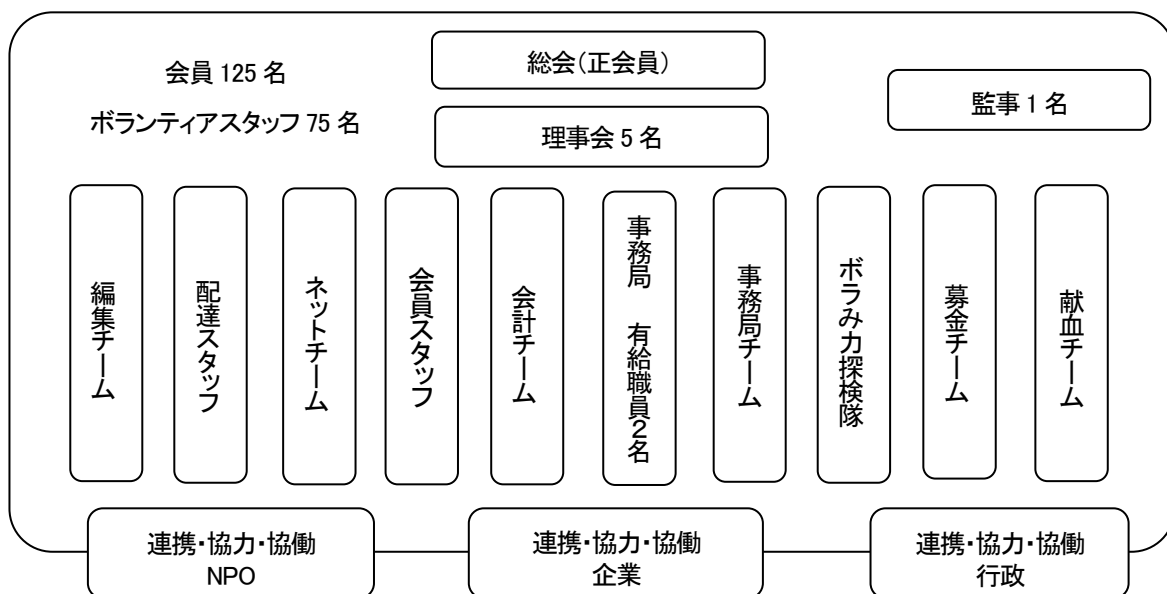 総会(正会員)
会員 125 名
監事 1 名
ボランティアスタッフ 75 名
理事会 5 名
編集チーム
配達スタッフ
ネットチーム
会員スタッフ
会計チーム
事務局 有給職員2名
事務局チーム
ボラみ力探検隊
募金チーム
献血チーム
連携・協力・協働
NPO
連携・協力・協働
企業
連携・協力・協働
行政